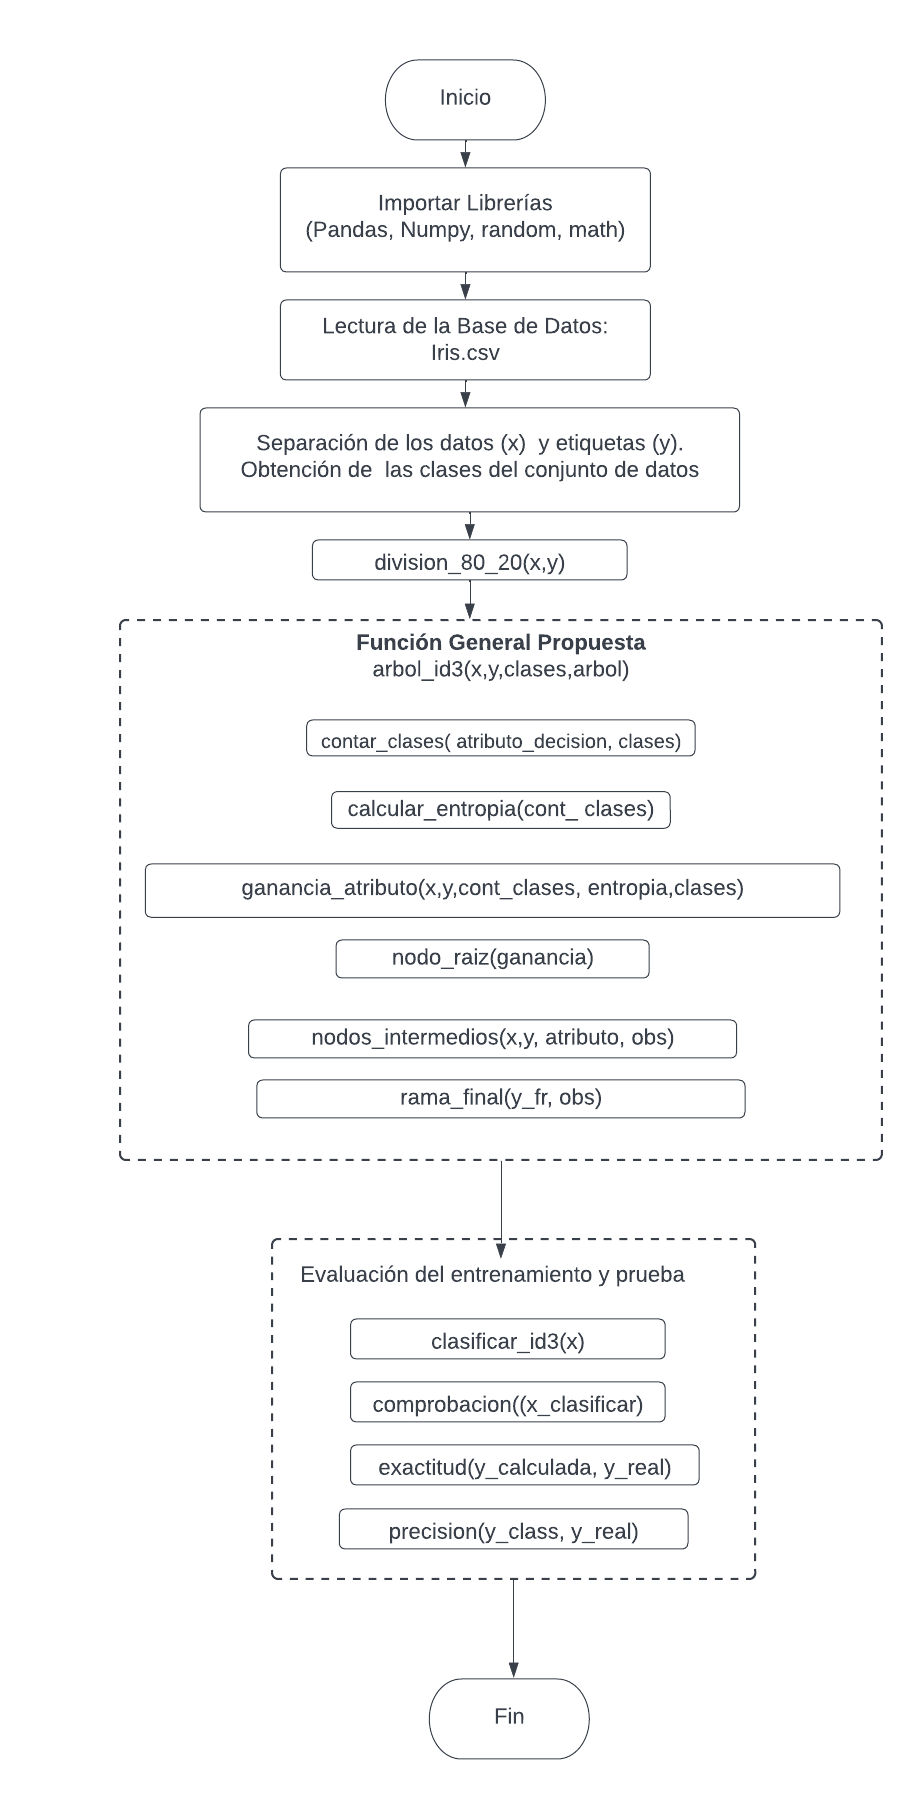 Inicio
Importar Librerías
(Pandas, Numpy, random, math)
Lectura de la Base de Datos:
Iris.csv
Separación de los datos (x)  y etiquetas (y).
Obtención de  las clases del conjunto de datos
division_80_20(x,y)
Función General Propuesta
arbol_id3(x,y,clases,arbol)
contar_clases( atributo_decision, clases)
calcular_entropia(cont_ clases)
ganancia_atributo(x,y,cont_clases, entropia,clases)
nodo_raiz(ganancia)
nodos_intermedios(x,y, atributo, obs)
rama_final(y_fr, obs)
Evaluación del entrenamiento y prueba
clasificar_id3(x)
comprobacion((x_clasificar)
exactitud(y_calculada, y_real)
precision(y_class, y_real)
Fin